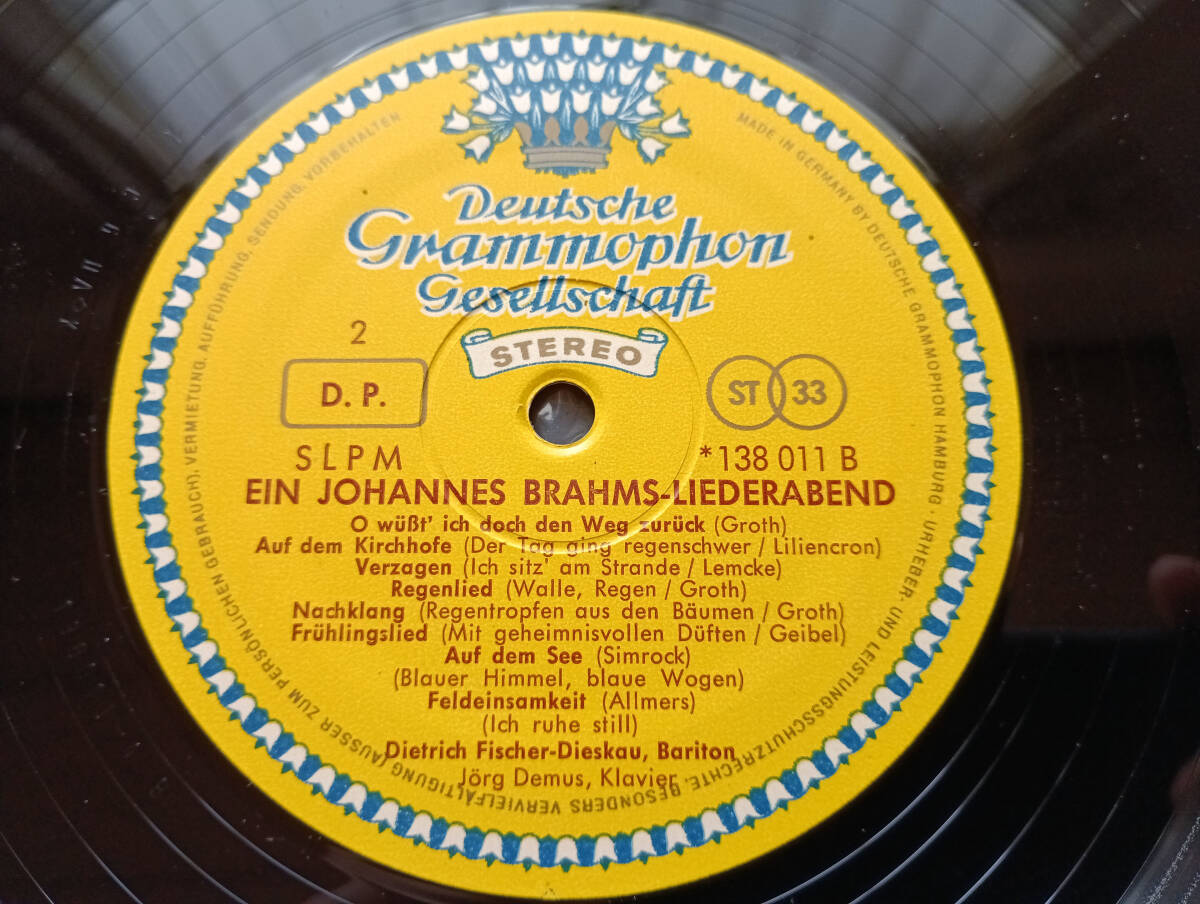 Deutsche
Grammophon
Gesellschaft
STEREO
2
D. P.
ST 33
SLPM
*138 011 B
EIN JOHANNES BRAHMS-LIEDERABEND
O wüßt' ich doch den Weg zurück (Groth)
Auf dem Kirchhofe (Der Tag ging regenschwer / Liliencron)
Verzagen (Ich sitz' am Strande / Lemcke)
Regenlied (Walle, Regen / Groth)
Nachklang (Regentropfen aus den Bäumen / Groth)
Frühlingslied (Mit geheimnisvollen Düften / Geibel)
Auf dem See (Simrock)
(Blauer Himmel, blaue Wogen)
Feldeinsamkeit (Allmers)
(Ich ruhe still)
Dietrich Fischer-Dieskau, Bariton
Jörg Demus, Klavier
MADE IN GERMANY BY DEUTSCHE GRAMMOPHON HAMBURG · URHEBER- UND LEISTUNGSSCHUTZRECHTE, BESONDERS VERVIELFÄLTIGUNG (AUSSER ZUM PERSÖNLICHEN GEBRAUCH), VERMIETUNG, AUFFÜHRUNG, SENDUNG, VORBEHALTEN